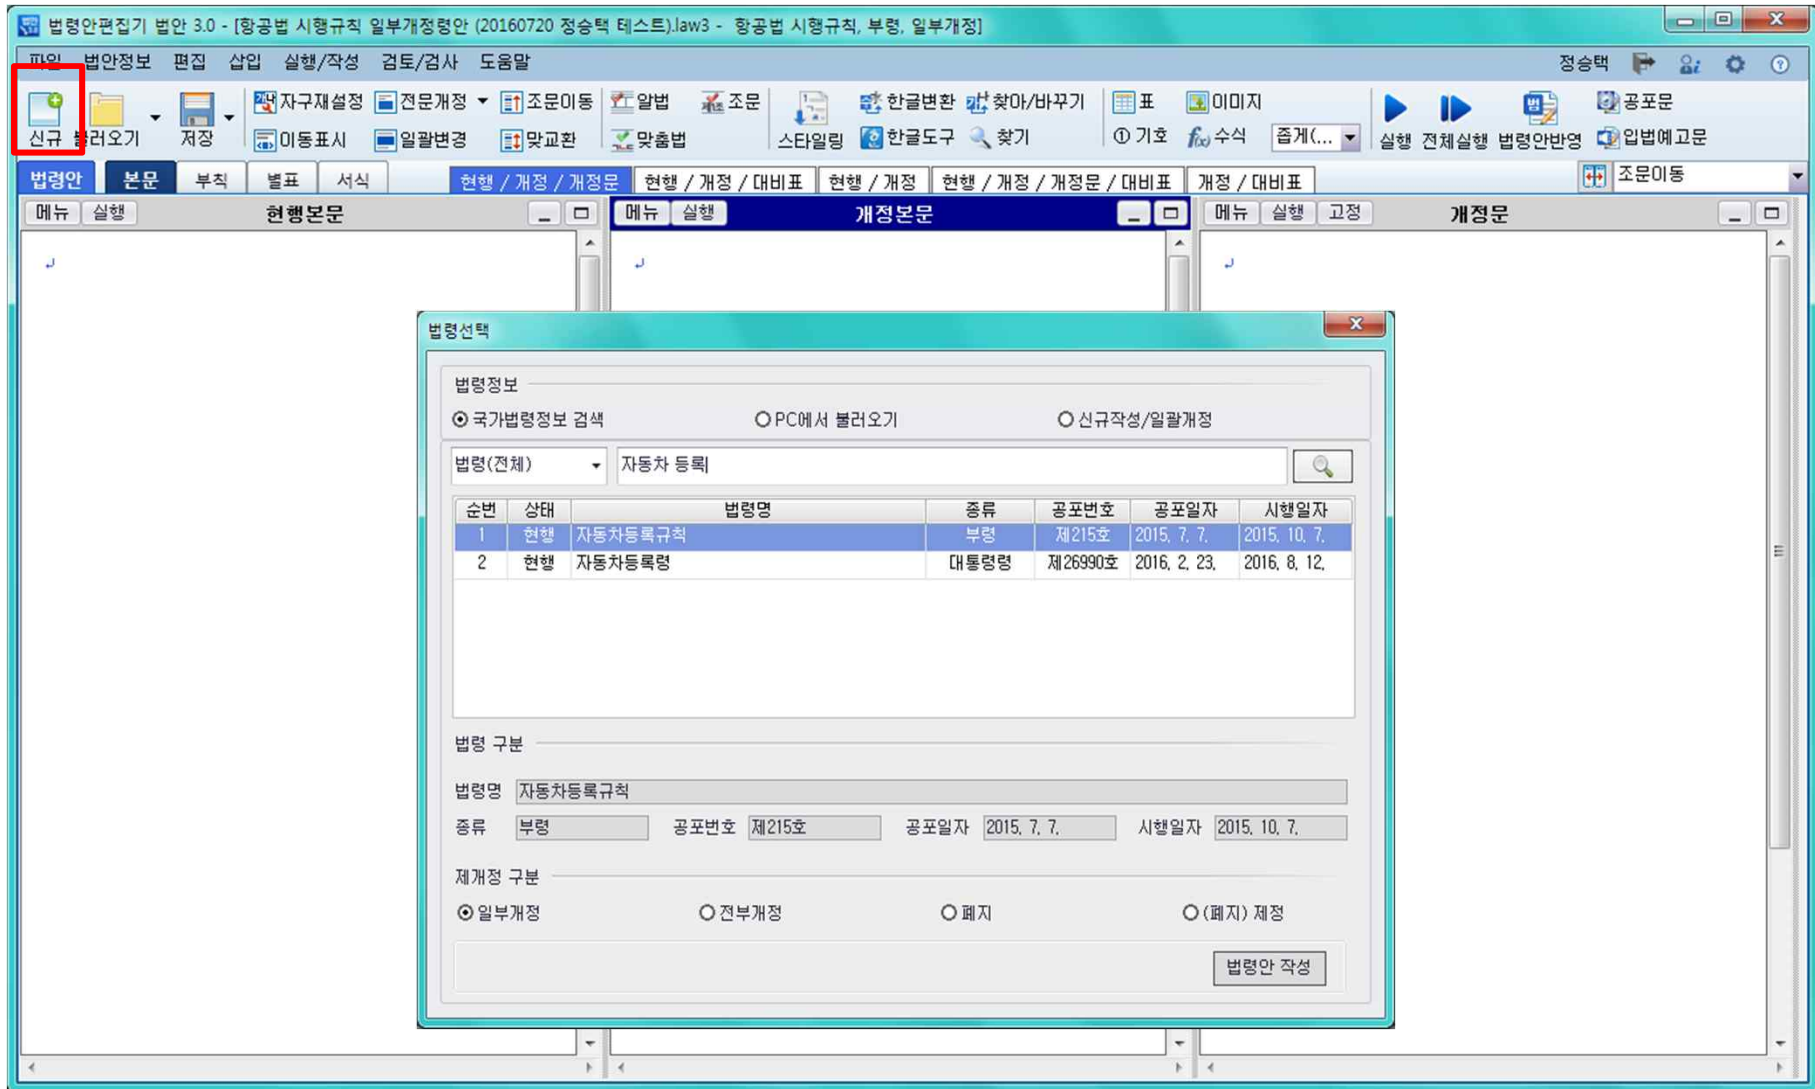 법령안편집기 법안 3.0 - [항공법 시행규칙 일부개정령안 (20160720 정승택 테스트).law3 - 항공법 시행규칙, 부령, 일부개정]
파일 법안정보 편집 삽입 실행/작성 검토/검사 도움말 정승택
자구재설정 전문개정 조문이동 알법 조문 한글변환 찾아/바꾸기 표 이미지 공포문
신규 불러오기 저장 이동표시 일괄변경 맞교환 맞춤법 스타일링 한글도구 찾기 ① 기호 f(x) 수식 좁게(... 실행 전체실행 법령안반영 입법예고문
법령안 본문 부칙 별표 서식 현행 / 개정 / 개정문 현행 / 개정 / 대비표 현행 / 개정 현행 / 개정 / 개정문 / 대비표 개정 / 대비표 조문이동
메뉴 실행 현행본문 메뉴 실행 개정본문 메뉴 실행 고정 개정문
법령선택
법령정보
국가법령정보 검색 PC에서 불러오기 신규작성/일괄개정
법령(전체) 자동차 등록
순번 상태 법령명 종류 공포번호 공포일자 시행일자
1 현행 자동차등록규칙 부령 제215호 2015. 7. 7. 2015. 10. 7.
2 현행 자동차등록령 대통령령 제26990호 2016. 2. 23. 2016. 8. 12.
법령 구분
법령명 자동차등록규칙
종류 부령 공포번호 제215호 공포일자 2015. 7. 7. 시행일자 2015. 10. 7.
제개정 구분
일부개정 전부개정 폐지 (폐지) 제정
법령안 작성